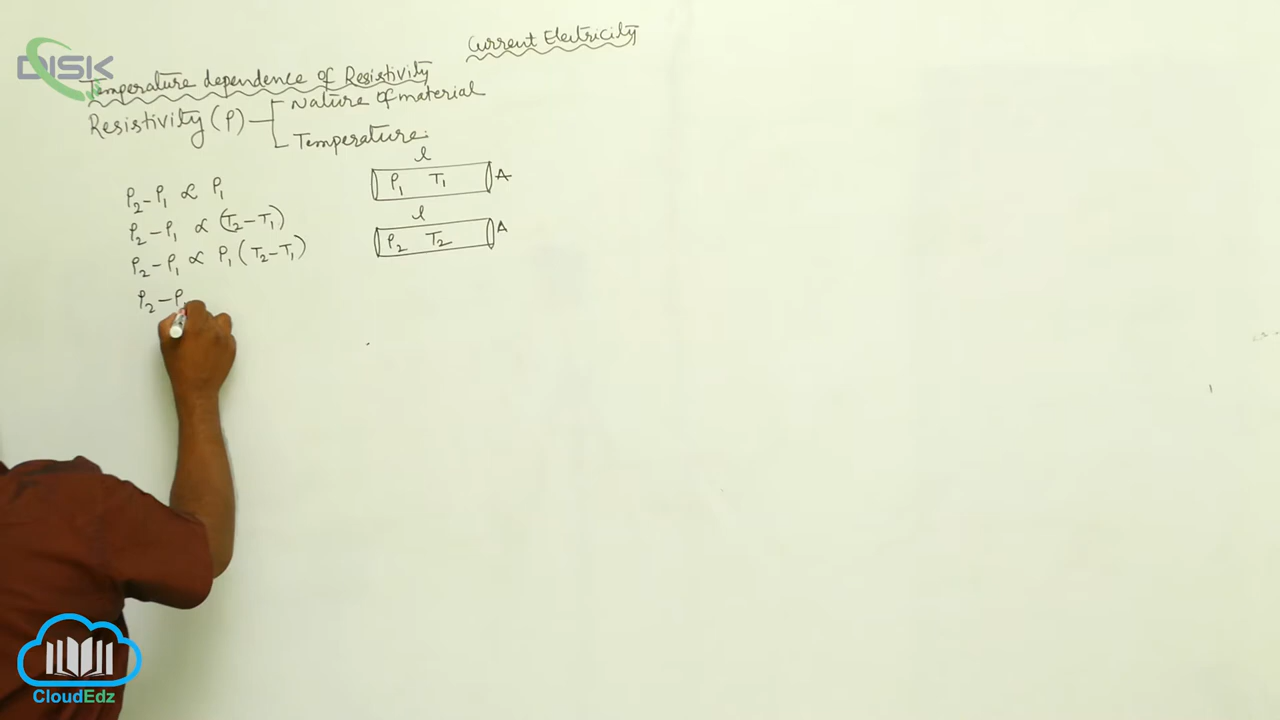 Current Electricity
DISK
Temperature dependence of Resistivity
Resistivity (ρ)
Nature of material
Temperature.
l
ρ₁ T₁ A
l
ρ₂ T₂ A
ρ₂-ρ₁ ∝ ρ₁
ρ₂-ρ₁ ∝ (T₂-T₁)
ρ₂-ρ₁ ∝ ρ₁(T₂-T₁)
ρ₂-ρ
CloudEdz